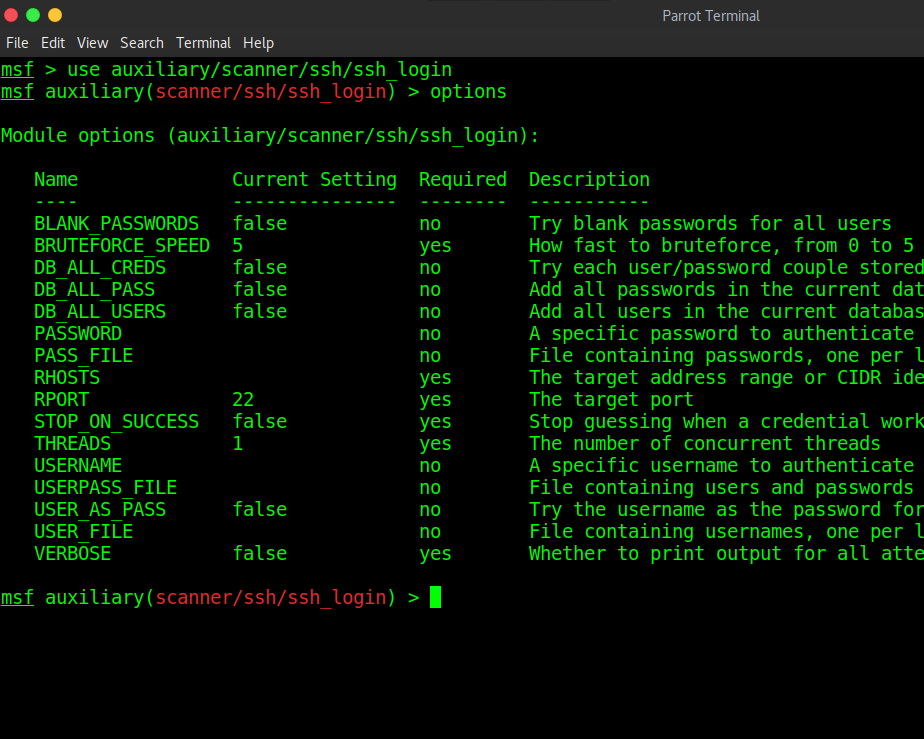 Parrot Terminal
File Edit View Search Terminal Help
msf > use auxiliary/scanner/ssh/ssh_login
msf auxiliary(scanner/ssh/ssh_login) > options
Module options (auxiliary/scanner/ssh/ssh_login):
Name Current Setting Required Description
---- --------------- -------- -----------
BLANK_PASSWORDS false no Try blank passwords for all users
BRUTEFORCE_SPEED 5 yes How fast to bruteforce, from 0 to 5
DB_ALL_CREDS false no Try each user/password couple stored
DB_ALL_PASS false no Add all passwords in the current dat
DB_ALL_USERS false no Add all users in the current databas
PASSWORD no A specific password to authenticate
PASS_FILE no File containing passwords, one per l
RHOSTS yes The target address range or CIDR ide
RPORT 22 yes The target port
STOP_ON_SUCCESS false yes Stop guessing when a credential work
THREADS 1 yes The number of concurrent threads
USERNAME no A specific username to authenticate
USERPASS_FILE no File containing users and passwords
USER_AS_PASS false no Try the username as the password for
USER_FILE no File containing usernames, one per l
VERBOSE false yes Whether to print output for all atte
msf auxiliary(scanner/ssh/ssh_login) >